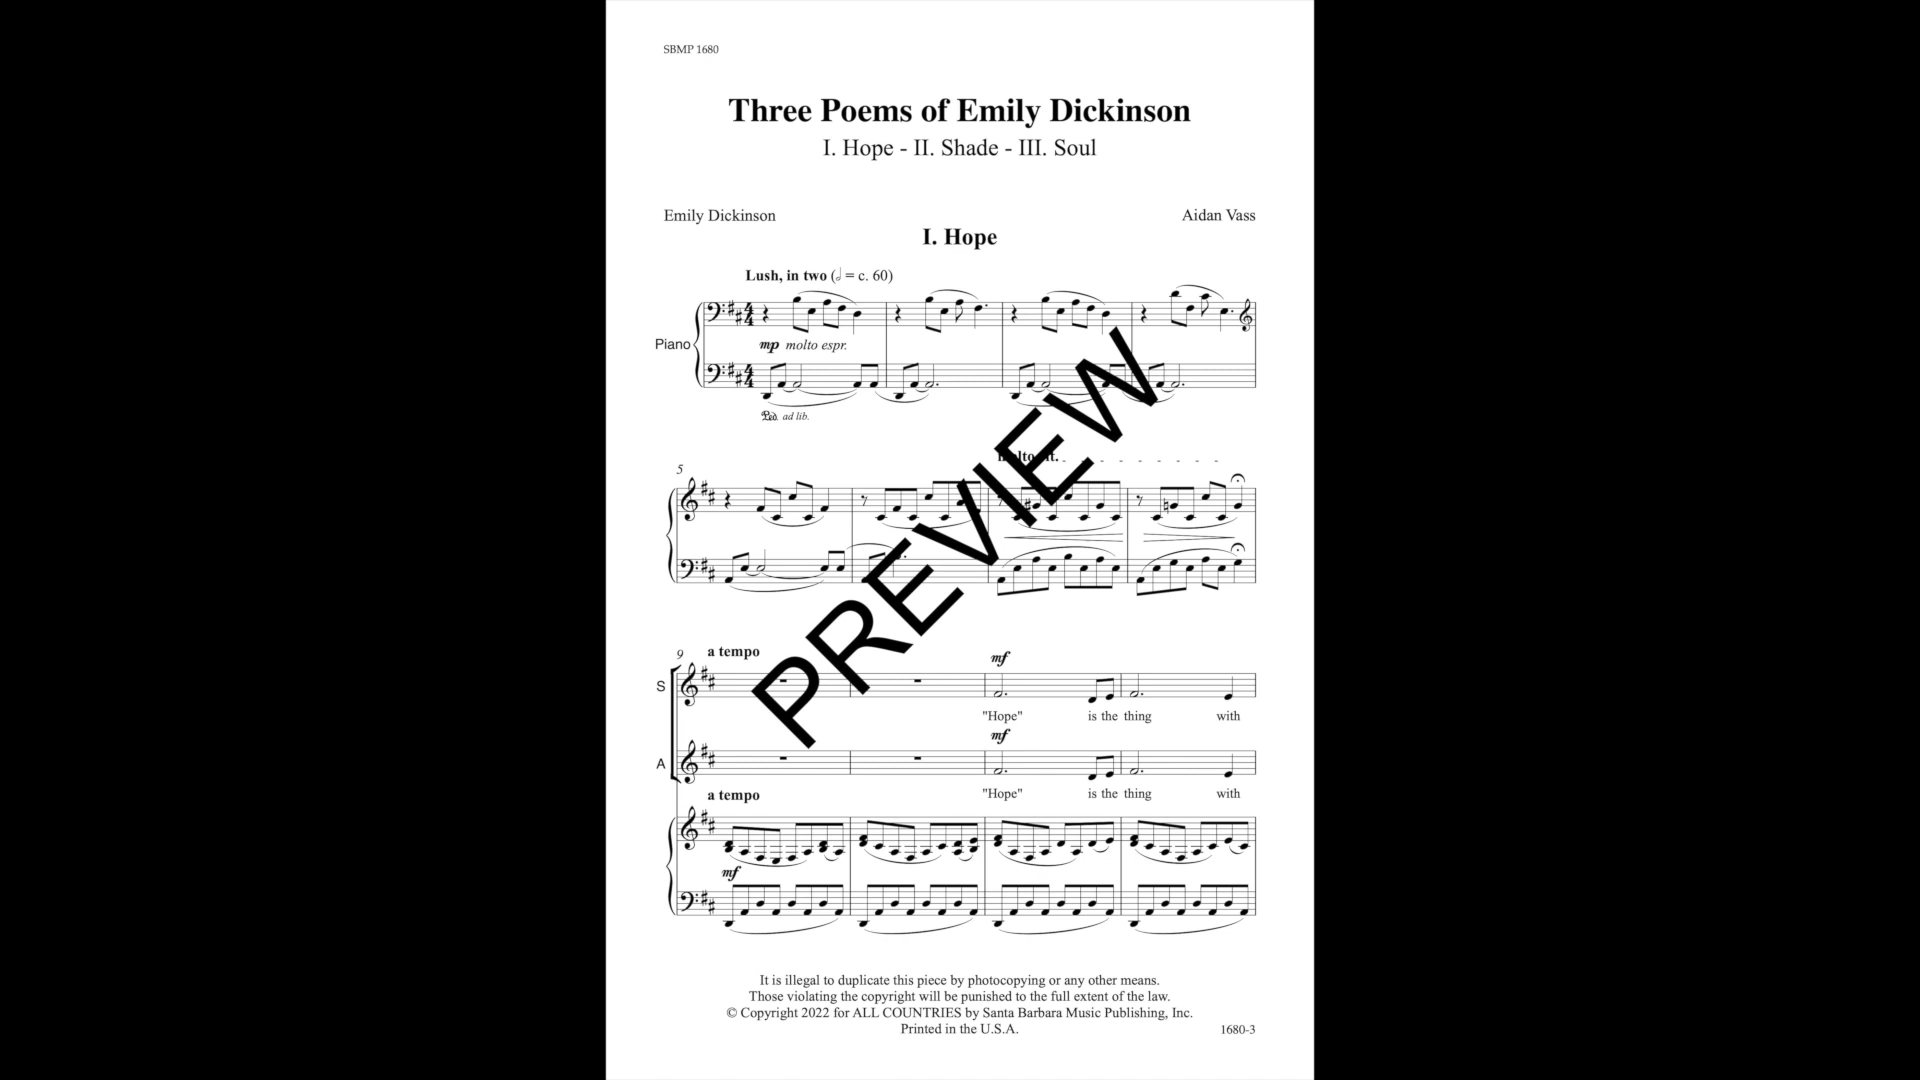 SBMP 1680
Three Poems of Emily Dickinson
I. Hope - II. Shade - III. Soul
Emily Dickinson
Aidan Vass
I. Hope
Lush, in two (𝅗𝅥 = c. 60)
Piano
mp molto espr.
Ped. ad lib.
5
9
a tempo
mf
S
"Hope" is the thing with
mf
A
"Hope" is the thing with
a tempo
mf
PREVIEW
It is illegal to duplicate this piece by photocopying or any other means.
Those violating the copyright will be punished to the full extent of the law.
© Copyright 2022 for ALL COUNTRIES by Santa Barbara Music Publishing, Inc.
Printed in the U.S.A.
1680-3